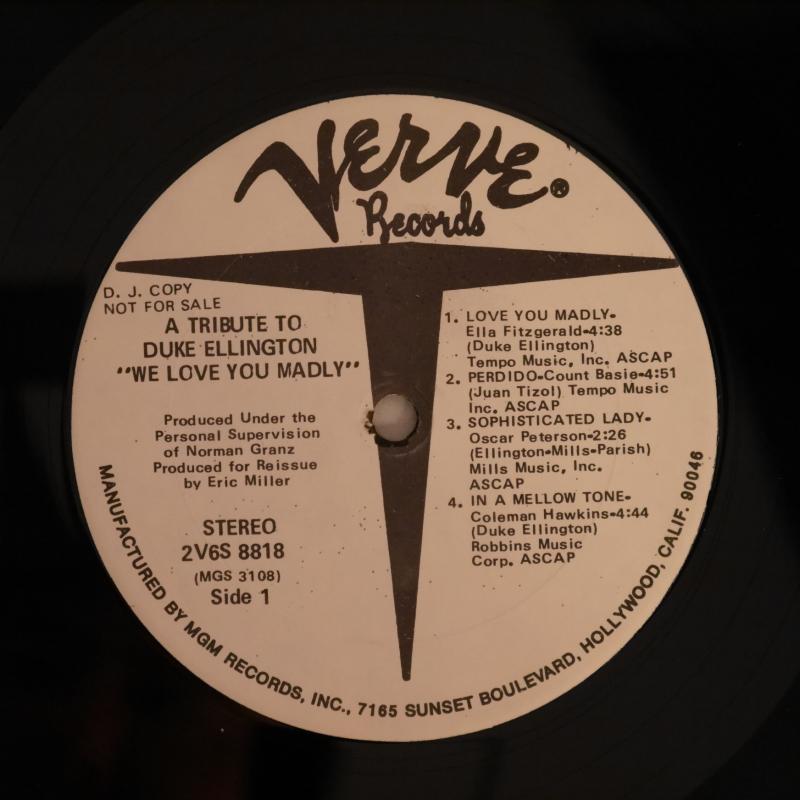 VERVE®
Records
D. J. COPY
NOT FOR SALE
A TRIBUTE TO
DUKE ELLINGTON
"WE LOVE YOU MADLY"
Produced Under the
Personal Supervision
of Norman Granz
Produced for Reissue
by Eric Miller
STEREO
2V6S 8818
(MGS 3108)
Side 1
1. LOVE YOU MADLY-
Ella Fitzgerald-4:38
(Duke Ellington)
Tempo Music, Inc. ASCAP
2. PERDIDO-Count Basie-4:51
(Juan Tizol) Tempo Music
Inc. ASCAP
3. SOPHISTICATED LADY-
Oscar Peterson-2:26
(Ellington-Mills-Parish)
Mills Music, Inc.
ASCAP
4. IN A MELLOW TONE-
Coleman Hawkins-4:44
(Duke Ellington)
Robbins Music
Corp. ASCAP
MANUFACTURED BY MGM RECORDS, INC., 7165 SUNSET BOULEVARD, HOLLYWOOD, CALIF. 90046